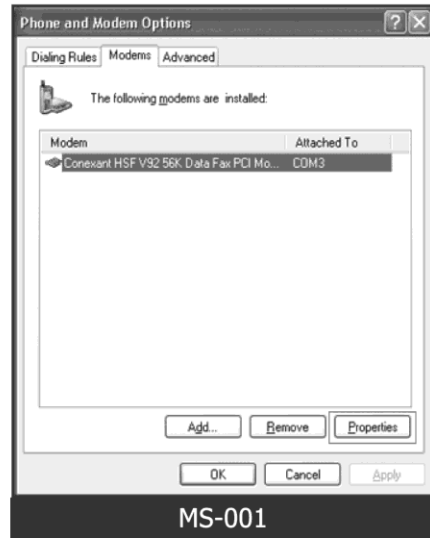 Phone and Modem Options
Dialing Rules Modems Advanced
The following modems are installed:
Modem Attached To
Conexant HSF V92 56K Data Fax PCI Mo... COM3
Add... Remove Properties
OK Cancel Apply
MS-001